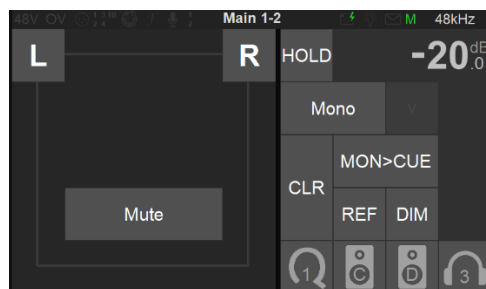 48V OV Main 1-2 M 48kHz
L R HOLD -20.0 dB
Mono V
MON>CUE
CLR
Mute REF DIM
1 C D 3